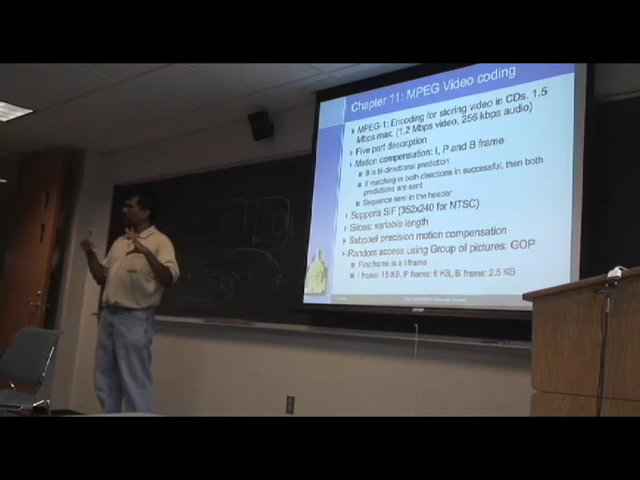 Chapter 11: MPEG Video coding
MPEG-1: Encoding for storing video in CDs. 1.5
Mbps max: (1.2 Mbps video, 256 kbps audio)
Five part description
Motion compensation: I, P and B frame
B is bi-directional prediction
If matching in both directions in successful, then both
predictions are sent
Sequence sent in the header
Supports SIF (352x240 for NTSC)
Slices: variable length
Subpixel precision motion compensation
Random access using Group of pictures: GOP
First frame is a I frame
I frame: 18 KB, P frame: 6 KB, B frame: 2.5 KB